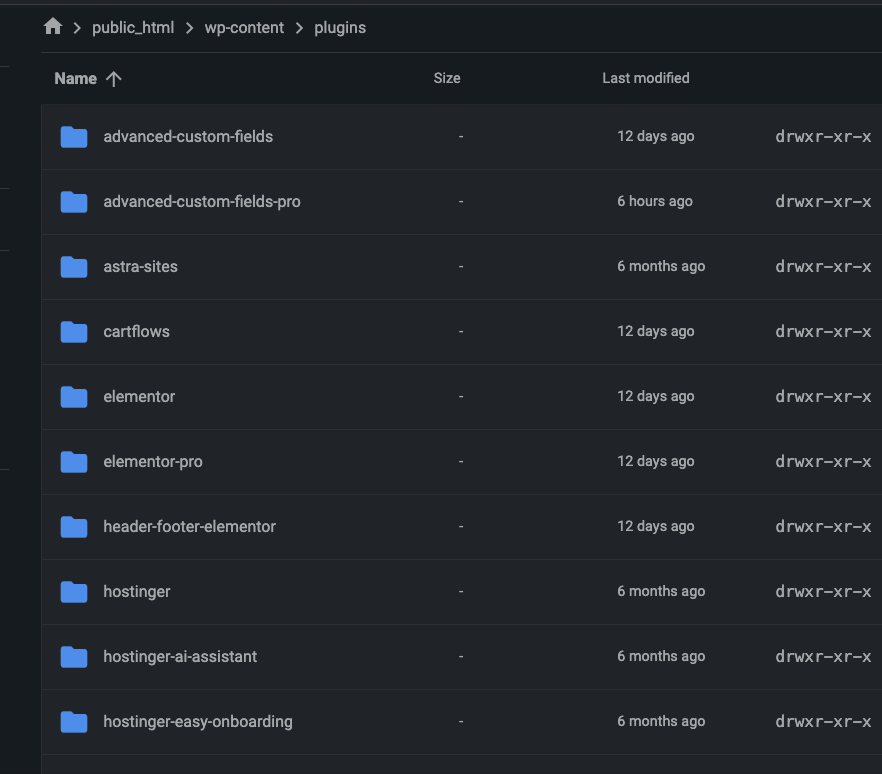 public_html > wp-content > plugins
Name ↑ Size Last modified
advanced-custom-fields - 12 days ago drwxr-xr-x
advanced-custom-fields-pro - 6 hours ago drwxr-xr-x
astra-sites - 6 months ago drwxr-xr-x
cartflows - 12 days ago drwxr-xr-x
elementor - 12 days ago drwxr-xr-x
elementor-pro - 12 days ago drwxr-xr-x
header-footer-elementor - 12 days ago drwxr-xr-x
hostinger - 6 months ago drwxr-xr-x
hostinger-ai-assistant - 6 months ago drwxr-xr-x
hostinger-easy-onboarding - 6 months ago drwxr-xr-x